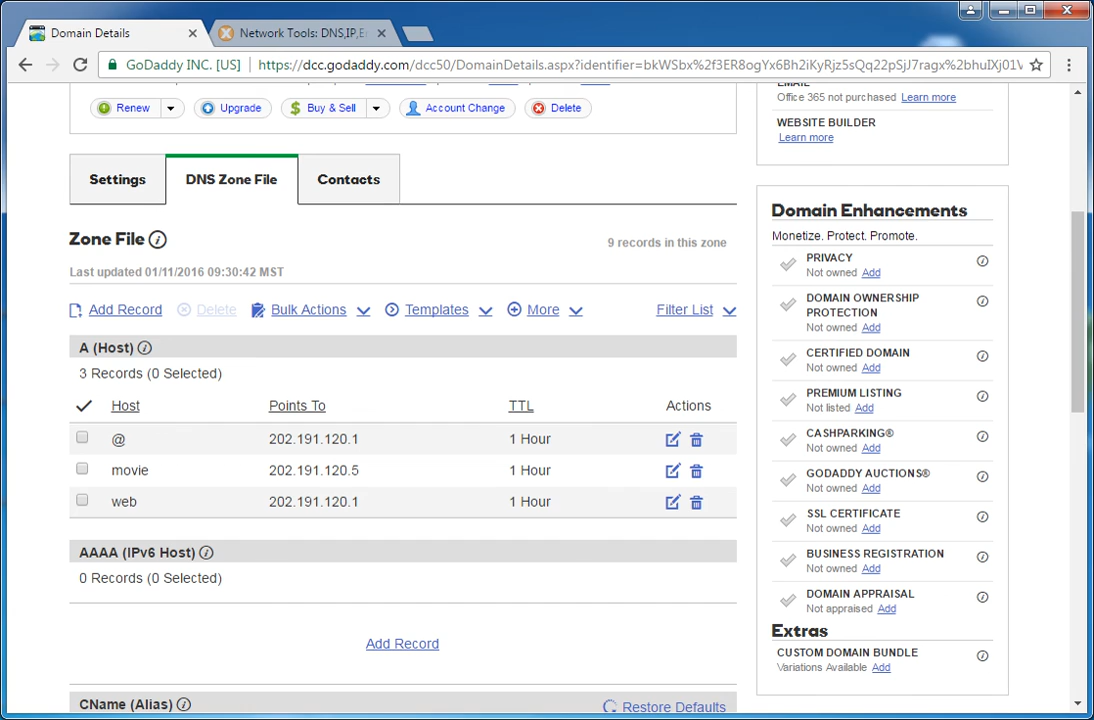 Domain Details
Network Tools: DNS,IP,E
GoDaddy INC. [US] https://dcc.godaddy.com/dcc50/DomainDetails.aspx?identifier=bkWSbx%2f3ER8ogYx6Bh2iKyRjz5sQq22pSjJ7ragx%2bhuIXj01V
Renew
Upgrade
Buy & Sell
Account Change
Delete
Office 365 not purchased Learn more
WEBSITE BUILDER
Learn more
Settings
DNS Zone File
Contacts
Zone File
9 records in this zone
Last updated 01/11/2016 09:30:42 MST
Add Record
Delete
Bulk Actions
Templates
More
Filter List
A (Host)
3 Records (0 Selected)
Host Points To TTL Actions
@ 202.191.120.1 1 Hour
movie 202.191.120.5 1 Hour
web 202.191.120.1 1 Hour
AAAA (IPv6 Host)
0 Records (0 Selected)
Add Record
CName (Alias)
Restore Defaults
Domain Enhancements
Monetize. Protect. Promote.
PRIVACY
Not owned Add
DOMAIN OWNERSHIP
PROTECTION
Not owned Add
CERTIFIED DOMAIN
Not owned Add
PREMIUM LISTING
Not listed Add
CASHPARKING®
Not owned Add
GODADDY AUCTIONS®
Not owned Add
SSL CERTIFICATE
Not owned Add
BUSINESS REGISTRATION
Not owned Add
DOMAIN APPRAISAL
Not appraised Add
Extras
CUSTOM DOMAIN BUNDLE
Variations Available Add